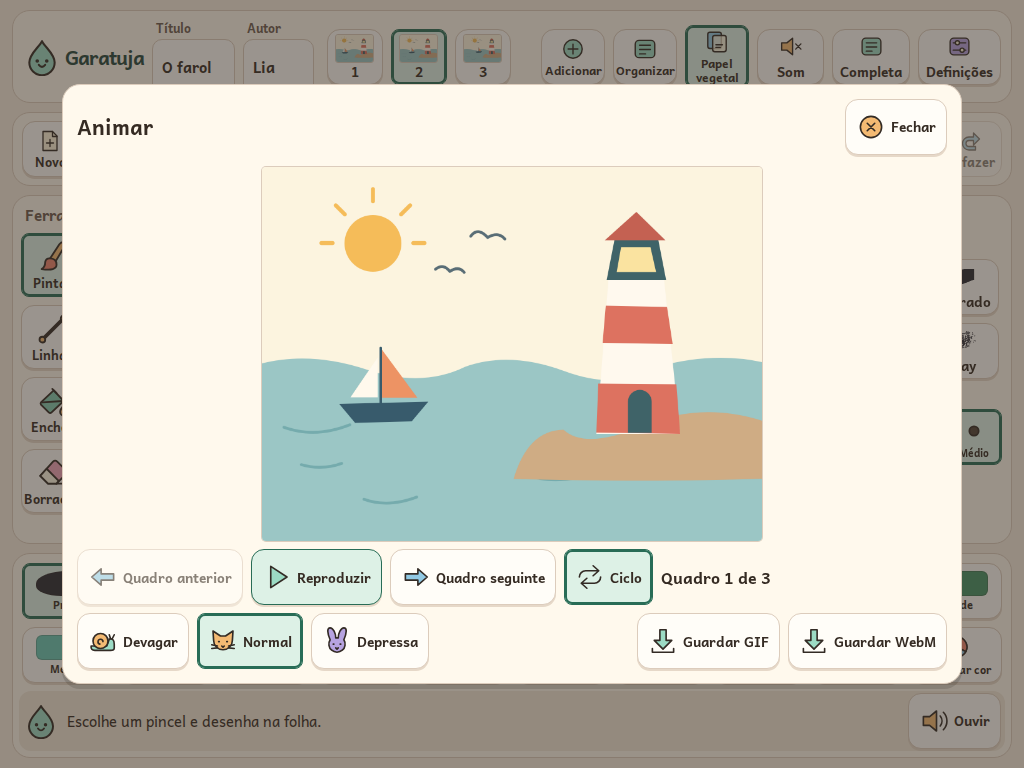 Título
Autor
Garatuja
O farol
Lia
1
2
3
Adicionar
Organizar
Papel
vegetal
Som
Completa
Definições
Animar
Fechar
Quadro anterior
Reproduzir
Quadro seguinte
Ciclo
Quadro 1 de 3
Devagar
Normal
Depressa
Guardar GIF
Guardar WebM
Escolhe um pincel e desenha na folha.
Ouvir